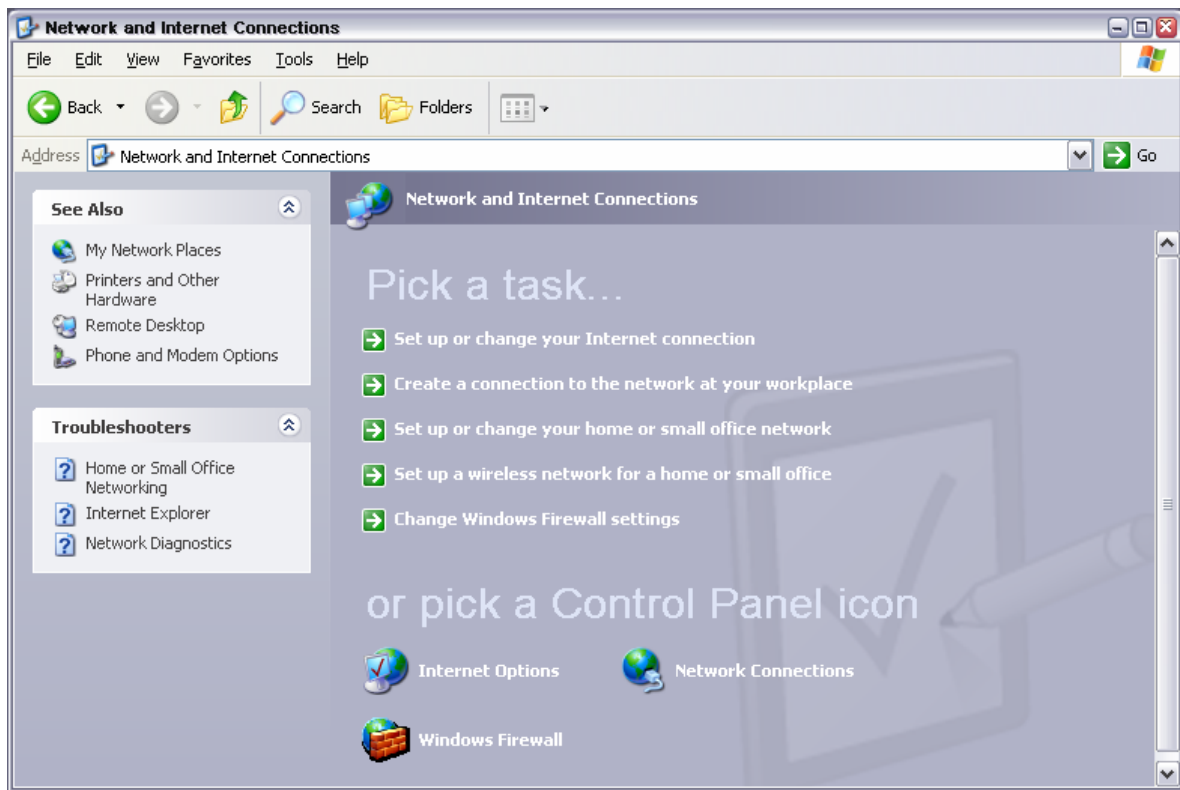 Network and Internet Connections
File Edit View Favorites Tools Help
Back Search Folders
Address Network and Internet Connections Go
See Also
My Network Places
Printers and Other
Hardware
Remote Desktop
Phone and Modem Options
Troubleshooters
Home or Small Office
Networking
Internet Explorer
Network Diagnostics
Network and Internet Connections
Pick a task...
Set up or change your Internet connection
Create a connection to the network at your workplace
Set up or change your home or small office network
Set up a wireless network for a home or small office
Change Windows Firewall settings
or pick a Control Panel icon
Internet Options Network Connections
Windows Firewall